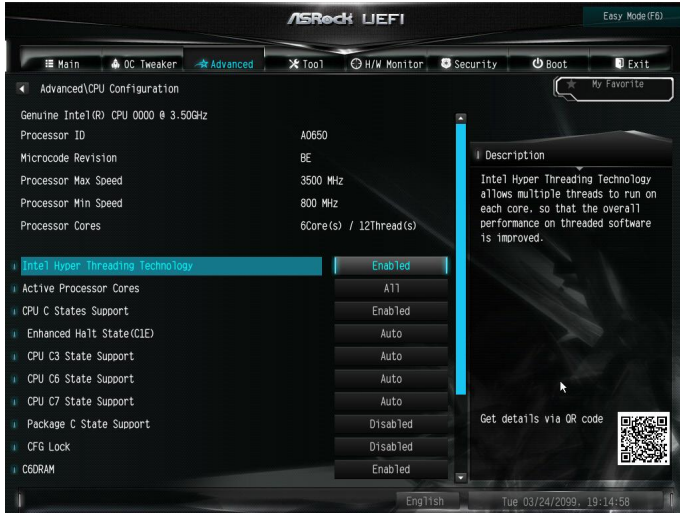 ASRock UEFI
Easy Mode(F6)
Main OC Tweaker Advanced Tool H/W Monitor Security Boot Exit
Advanced\CPU Configuration
My Favorite
Genuine Intel(R) CPU 0000 @ 3.50GHz
Processor ID A0650
Microcode Revision BE
Processor Max Speed 3500 MHz
Processor Min Speed 800 MHz
Processor Cores 6Core(s) / 12Thread(s)
Intel Hyper Threading Technology Enabled
Active Processor Cores All
CPU C States Support Enabled
Enhanced Halt State(C1E) Auto
CPU C3 State Support Auto
CPU C6 State Support Auto
CPU C7 State Support Auto
Package C State Support Disabled
CFG Lock Disabled
C6DRAM Enabled
Description
Intel Hyper Threading Technology
allows multiple threads to run on
each core, so that the overall
performance on threaded software
is improved.
Get details via QR code
English
Tue 03/24/2099, 19:14:58